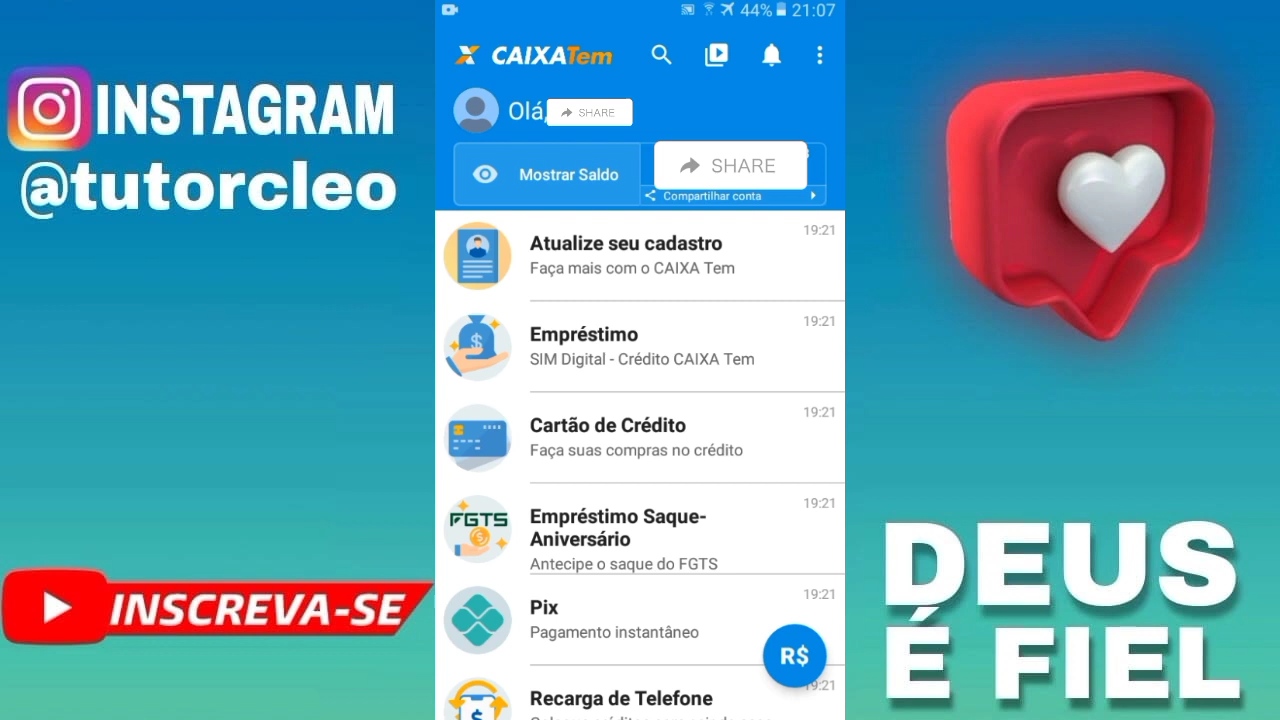 INSTAGRAM
@tutorcleo
INSCREVA-SE
44% 21:07
CAIXATem
Olá,
SHARE
Mostrar Saldo
SHARE
Compartilhar conta
Atualize seu cadastro
19:21
Faça mais com o CAIXA Tem
Empréstimo
19:21
SIM Digital - Crédito CAIXA Tem
Cartão de Crédito
19:21
Faça suas compras no crédito
FGTS
Empréstimo Saque-
Aniversário
19:21
Antecipe o saque do FGTS
Pix
19:21
Pagamento instantâneo
R$
Recarga de Telefone
19:21
DEUS
É FIEL